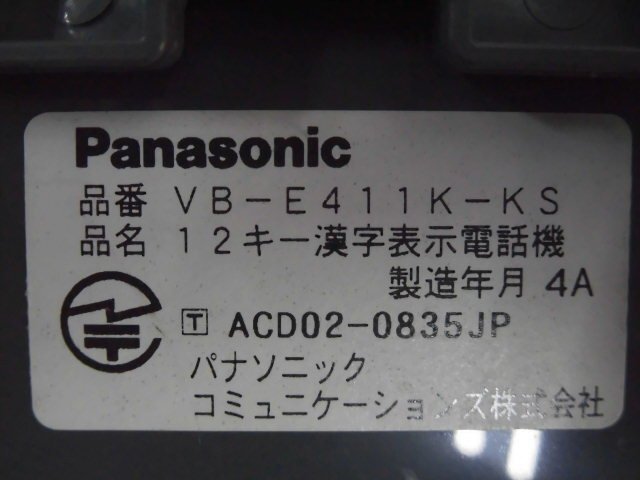 Panasonic
品番 VB-E411K-KS
品名 12キー漢字表示電話機
製造年月 4A
T ACD02-0835JP
パナソニック
コミュニケーションズ株式会社